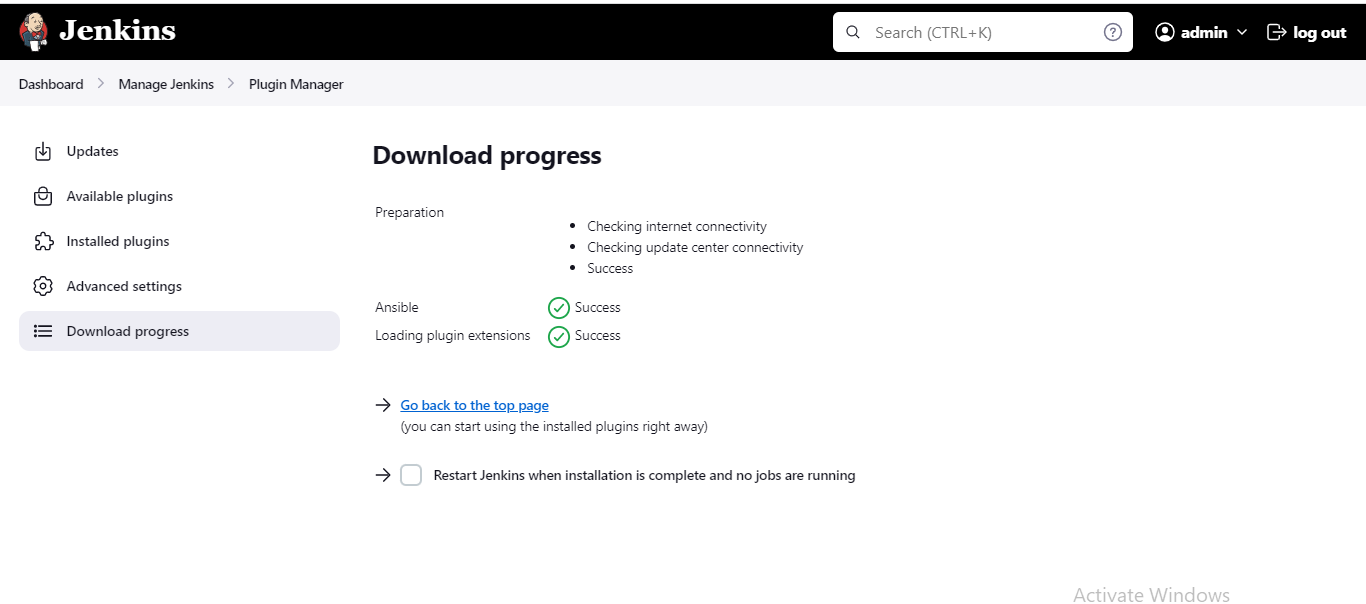 Jenkins
Search (CTRL+K)
admin
log out
Dashboard
Manage Jenkins
Plugin Manager
Updates
Available plugins
Installed plugins
Advanced settings
Download progress
Download progress
Preparation
Checking internet connectivity
Checking update center connectivity
Success
Ansible Success
Loading plugin extensions Success
Go back to the top page
(you can start using the installed plugins right away)
Restart Jenkins when installation is complete and no jobs are running
Activate Windows